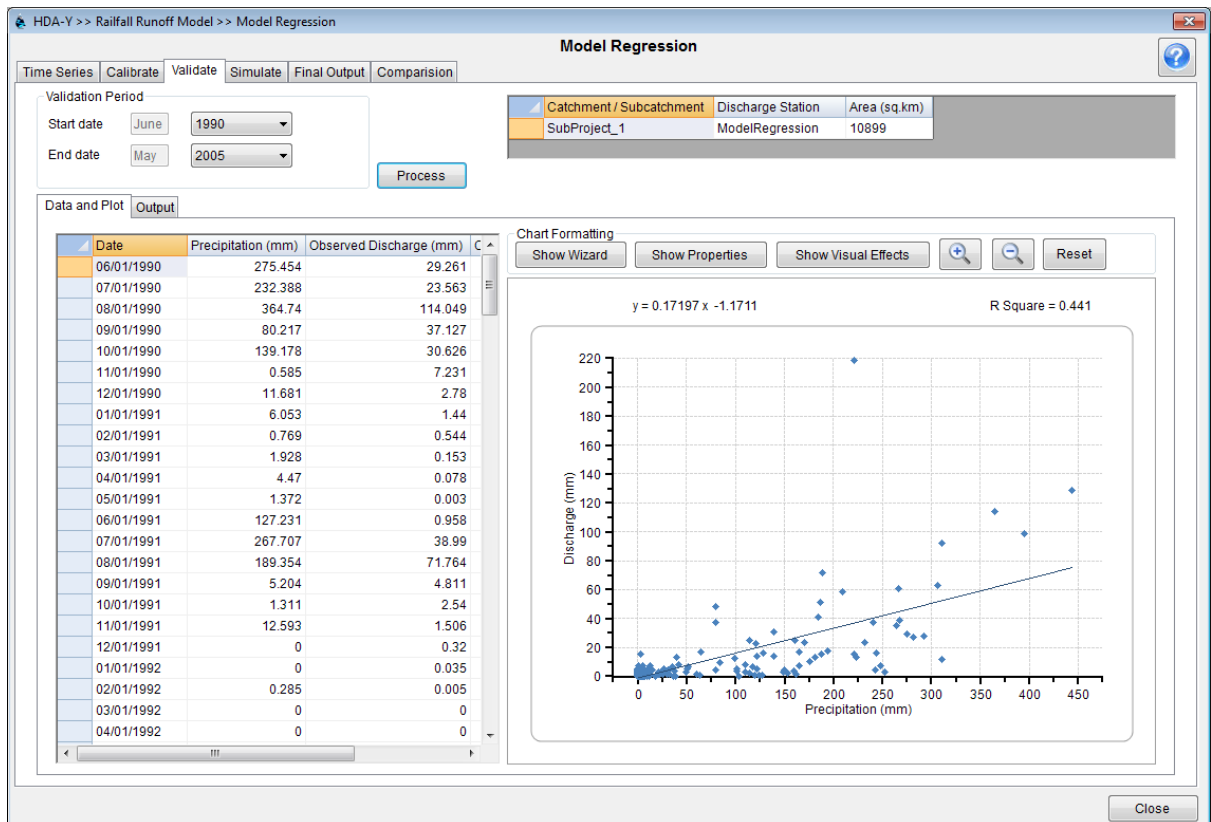 HDA-Y >> Railfall Runoff Model >> Model Regression
Model Regression
Time Series Calibrate Validate Simulate Final Output Comparision
Validation Period
Start date June 1990
End date May 2005
Process
Catchment / Subcatchment Discharge Station Area (sq.km)
SubProject_1 ModelRegression 10899
Data and Plot Output
Date Precipitation (mm) Observed Discharge (mm) C
06/01/1990 275.454 29.261
07/01/1990 232.388 23.563
08/01/1990 364.74 114.049
09/01/1990 80.217 37.127
10/01/1990 139.178 30.626
11/01/1990 0.585 7.231
12/01/1990 11.681 2.78
01/01/1991 6.053 1.44
02/01/1991 0.769 0.544
03/01/1991 1.928 0.153
04/01/1991 4.47 0.078
05/01/1991 1.372 0.003
06/01/1991 127.231 0.958
07/01/1991 267.707 38.99
08/01/1991 189.354 71.764
09/01/1991 5.204 4.811
10/01/1991 1.311 2.54
11/01/1991 12.593 1.506
12/01/1991 0 0.32
01/01/1992 0 0.035
02/01/1992 0.285 0.005
03/01/1992 0 0
04/01/1992 0 0
Chart Formatting
Show Wizard Show Properties Show Visual Effects Reset
y = 0.17197 x -1.1711 R Square = 0.441
Discharge (mm)
220
200
180
160
140
120
100
80
60
40
20
0
0 50 100 150 200 250 300 350 400 450
Precipitation (mm)
Close